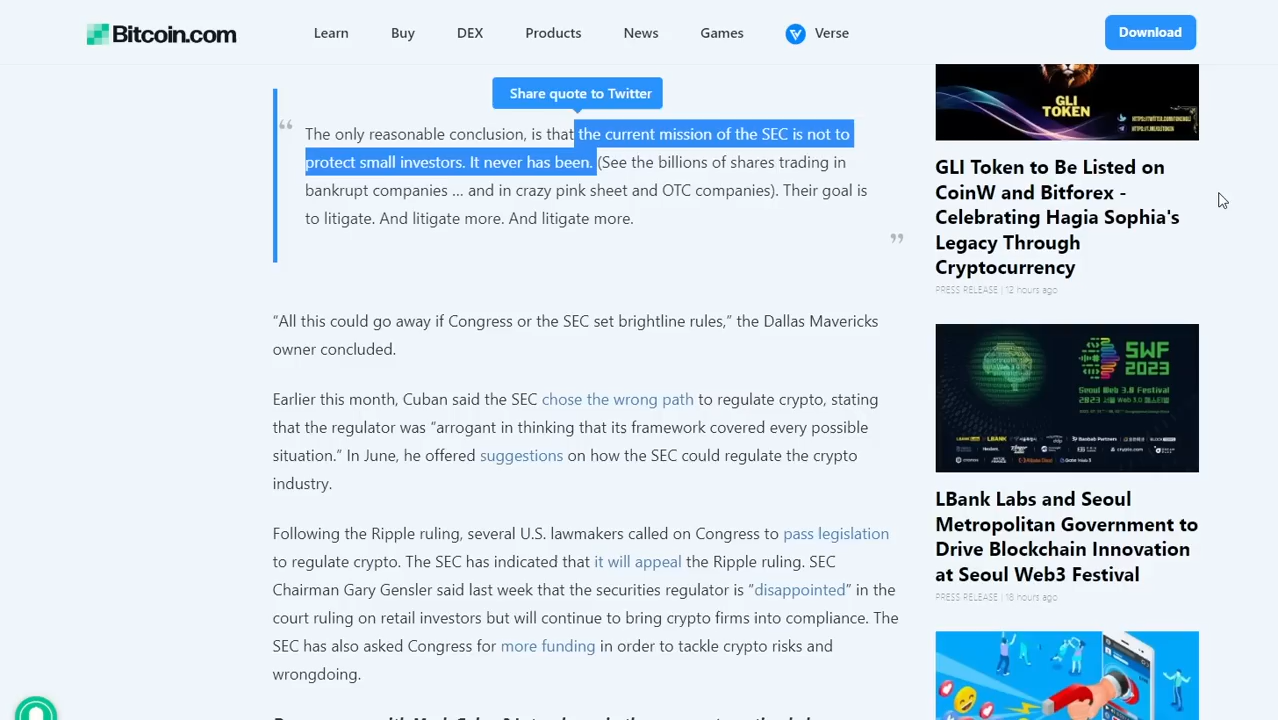 Bitcoin.com
Learn
Buy
DEX
Products
News
Games
Verse
Download
Share quote to Twitter
“
The only reasonable conclusion, is that the current mission of the SEC is not to
protect small investors. It never has been. (See the billions of shares trading in
bankrupt companies … and in crazy pink sheet and OTC companies). Their goal is
to litigate. And litigate more. And litigate more.
”
“All this could go away if Congress or the SEC set brightline rules,” the Dallas Mavericks
owner concluded.
Earlier this month, Cuban said the SEC chose the wrong path to regulate crypto, stating
that the regulator was “arrogant in thinking that its framework covered every possible
situation.” In June, he offered suggestions on how the SEC could regulate the crypto
industry.
Following the Ripple ruling, several U.S. lawmakers called on Congress to pass legislation
to regulate crypto. The SEC has indicated that it will appeal the Ripple ruling. SEC
Chairman Gary Gensler said last week that the securities regulator is “disappointed” in the
court ruling on retail investors but will continue to bring crypto firms into compliance. The
SEC has also asked Congress for more funding in order to tackle crypto risks and
wrongdoing.
GLI
TOKEN
GLI Token to Be Listed on
CoinW and Bitforex -
Celebrating Hagia Sophia's
Legacy Through
Cryptocurrency
PRESS RELEASE | 12 hours ago
SWF
2023
Seoul Web 3.0 Festival
LBank Labs and Seoul
Metropolitan Government to
Drive Blockchain Innovation
at Seoul Web3 Festival
PRESS RELEASE | 18 hours ago